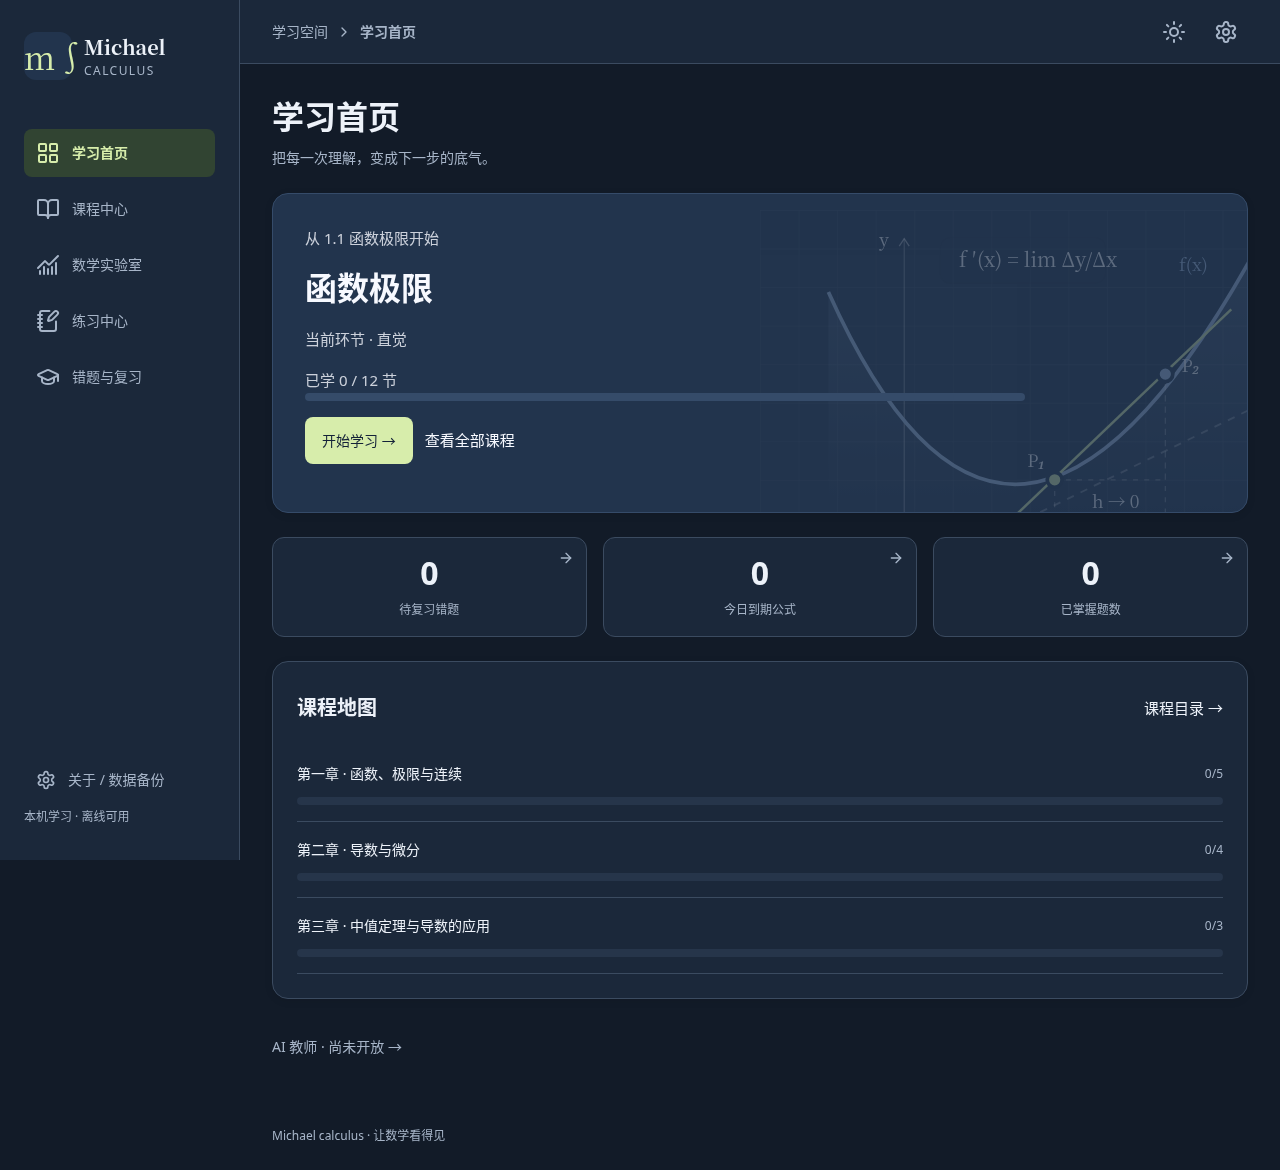 m ∫ Michael
CALCULUS
学习首页
课程中心
数学实验室
练习中心
错题与复习
关于 / 数据备份
本机学习 · 离线可用
学习空间 > 学习首页
学习首页
把每一次理解，变成下一步的底气。
从 1.1 函数极限开始
函数极限
当前环节 · 直觉
已学 0 / 12 节
开始学习 →
查看全部课程
y
f ′(x) = lim Δy/Δx
f(x)
P₂
P₁
h → 0
0
待复习错题
0
今日到期公式
0
已掌握题数
课程地图
课程目录 →
第一章 · 函数、极限与连续
0/5
第二章 · 导数与微分
0/4
第三章 · 中值定理与导数的应用
0/3
AI 教师 · 尚未开放 →
Michael calculus · 让数学看得见